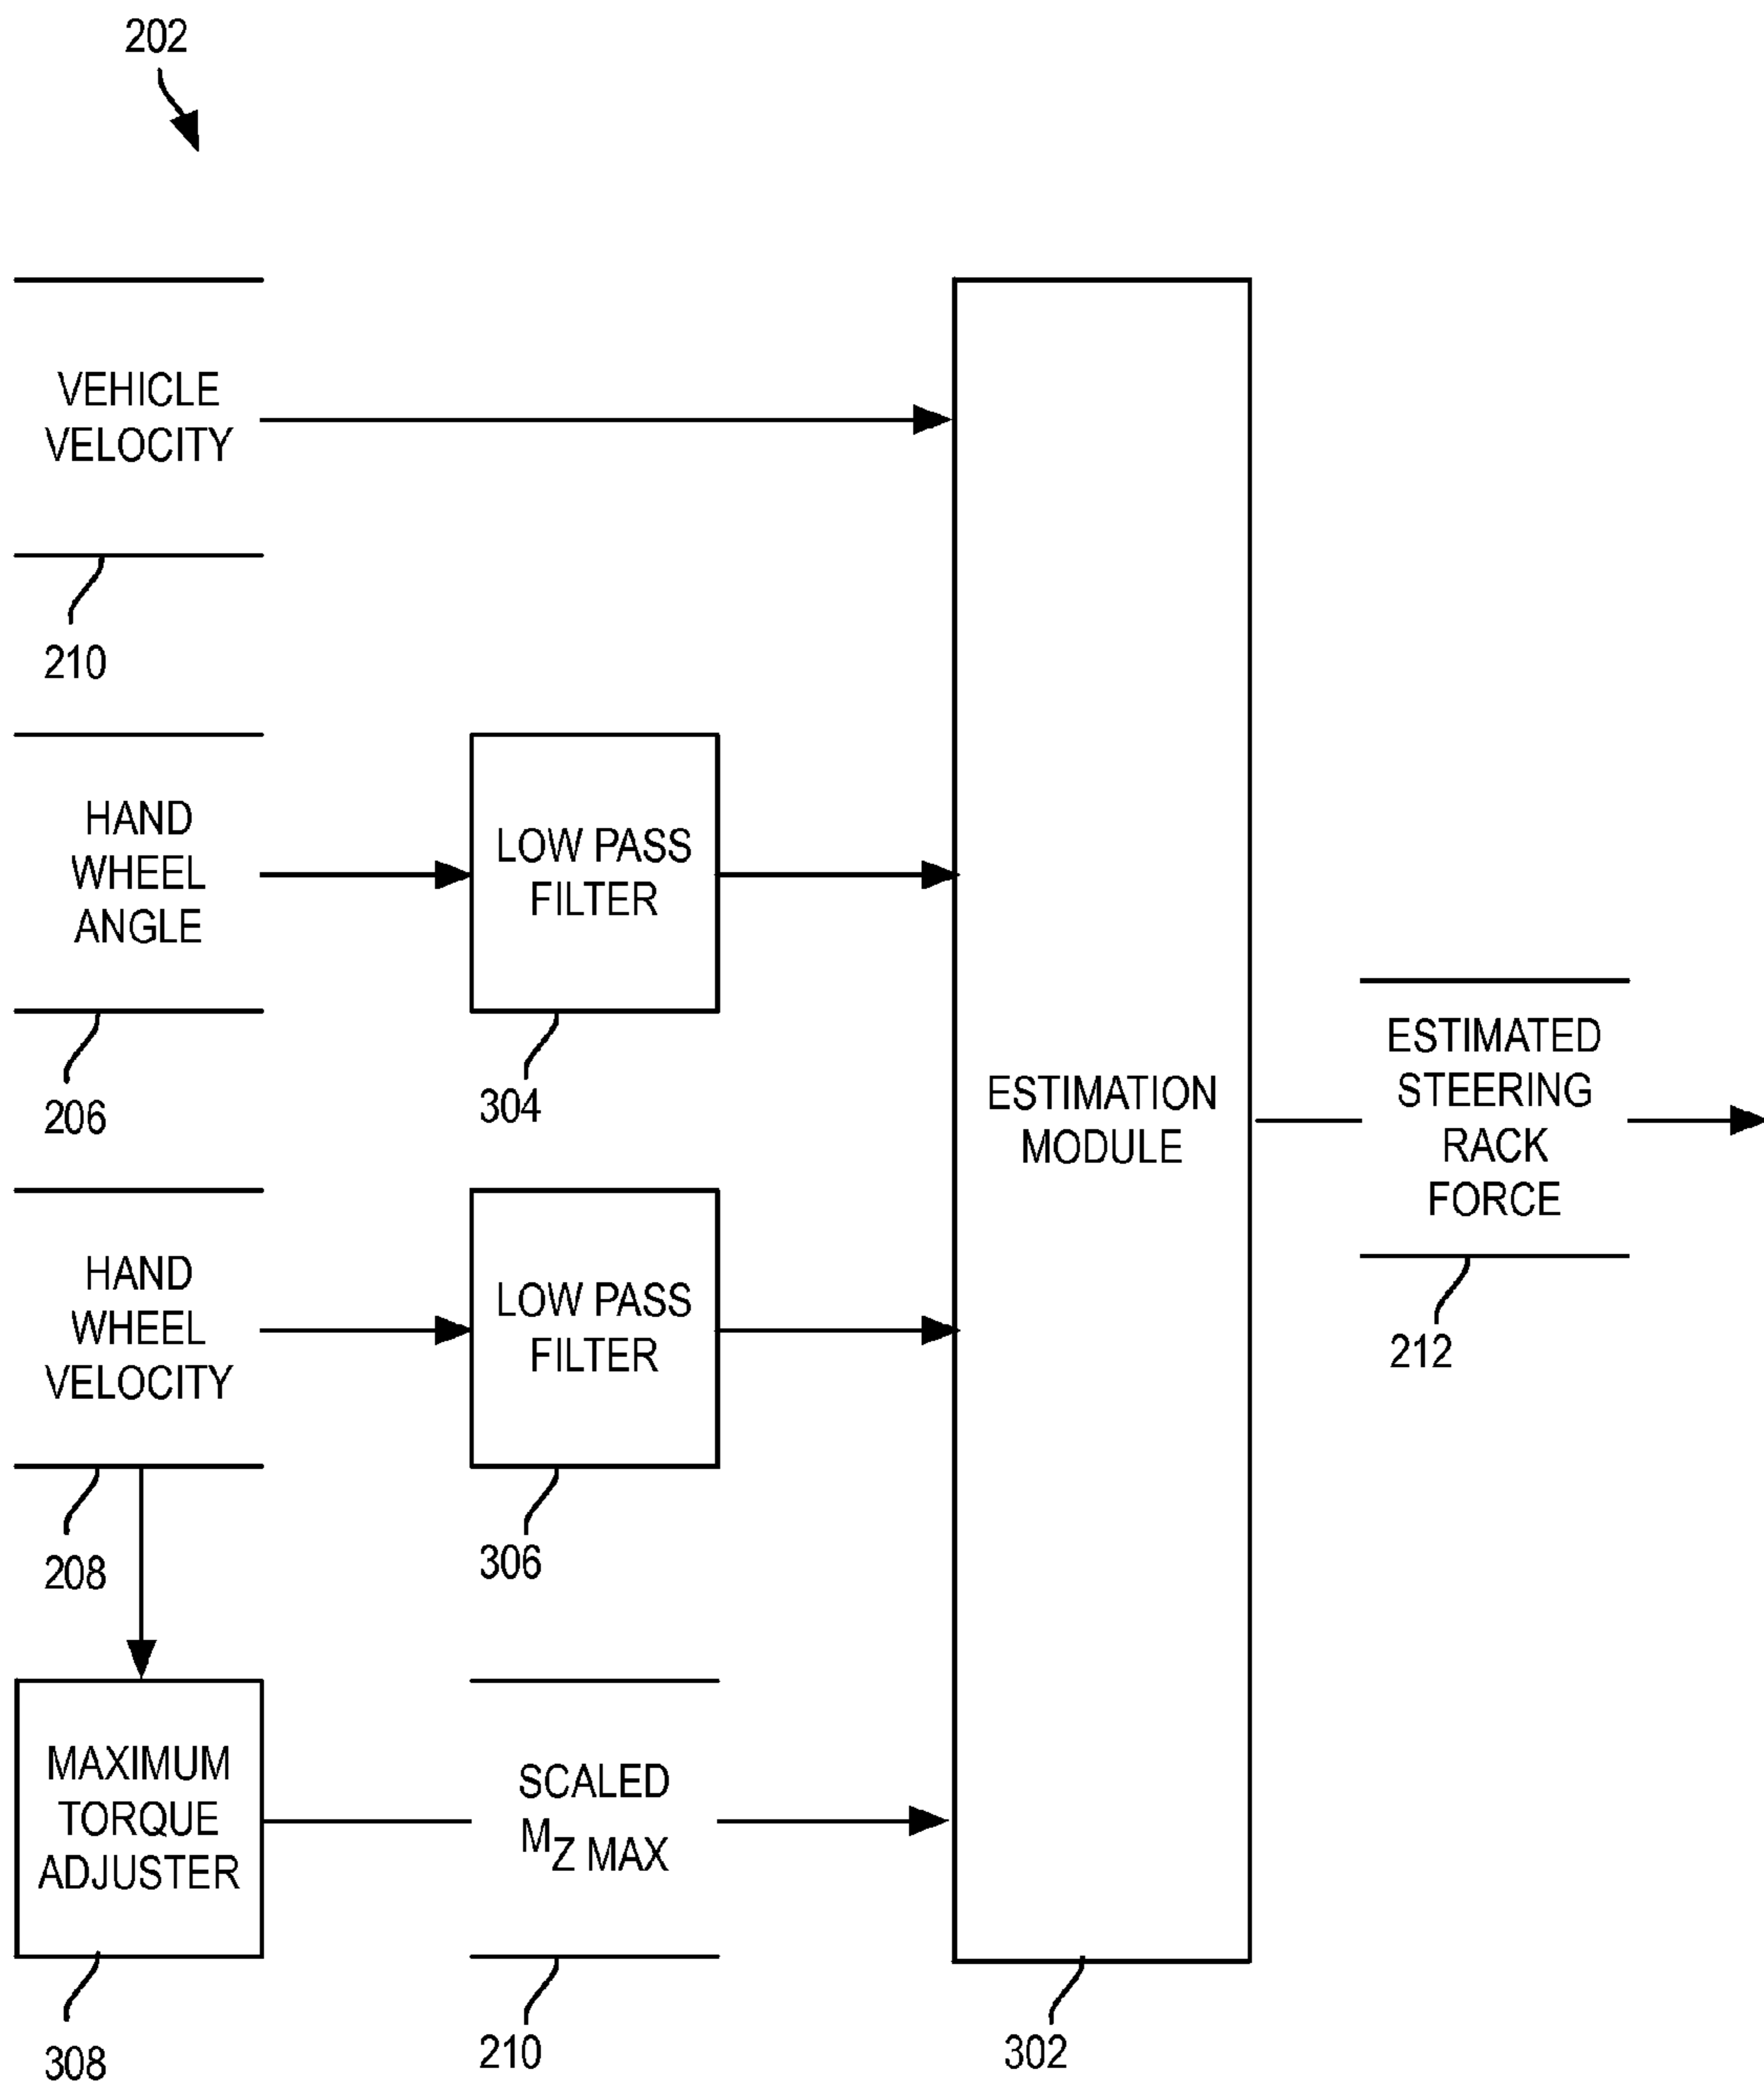 202
VEHICLE
VELOCITY
210
HAND
WHEEL
ANGLE
206
LOW PASS
FILTER
304
HAND
WHEEL
VELOCITY
208
LOW PASS
FILTER
306
MAXIMUM
TORQUE
ADJUSTER
308
SCALED
MZ MAX
210
ESTIMATION
MODULE
302
ESTIMATED
STEERING
RACK
FORCE
212